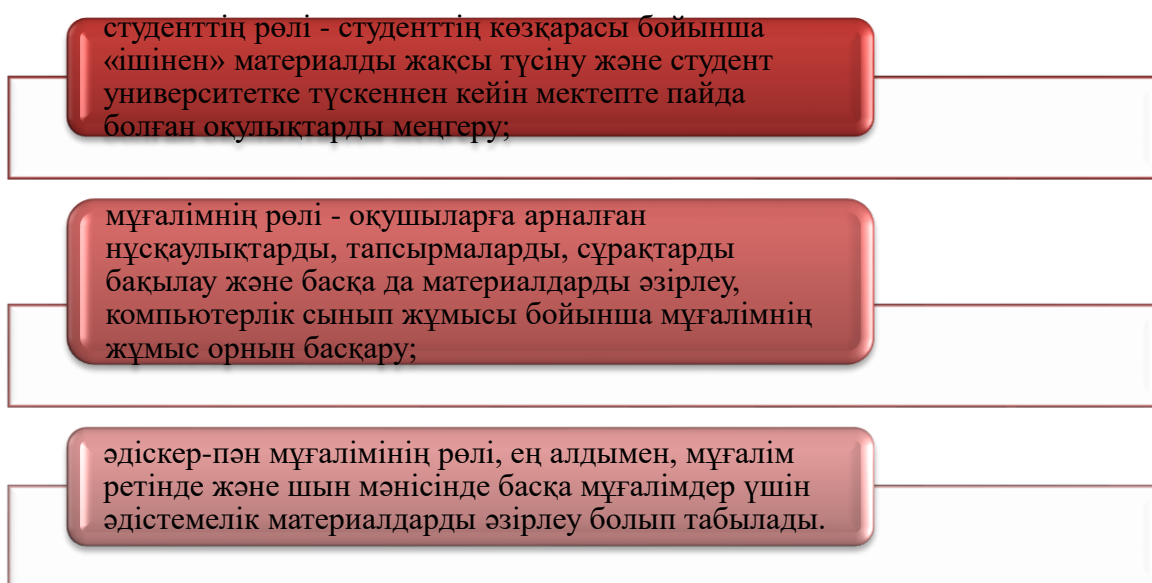 студенттің рөлі - студенттің көзқарасы бойынша
«ішінен» материалды жақсы түсіну және студент
университетке түскеннен кейін мектепте пайда
болған оқулықтарды меңгеру;
мұғалімнің рөлі - оқушыларға арналған
нұсқаулықтарды, тапсырмаларды, сұрақтарды
бақылау және басқа да материалдарды әзірлеу,
компьютерлік сынып жұмысы бойынша мұғалімнің
жұмыс орнын басқару;
әдіскер-пән мұғалімінің рөлі, ең алдымен, мұғалім
ретінде және шын мәнісінде басқа мұғалімдер үшін
әдістемелік материалдарды әзірлеу болып табылады.